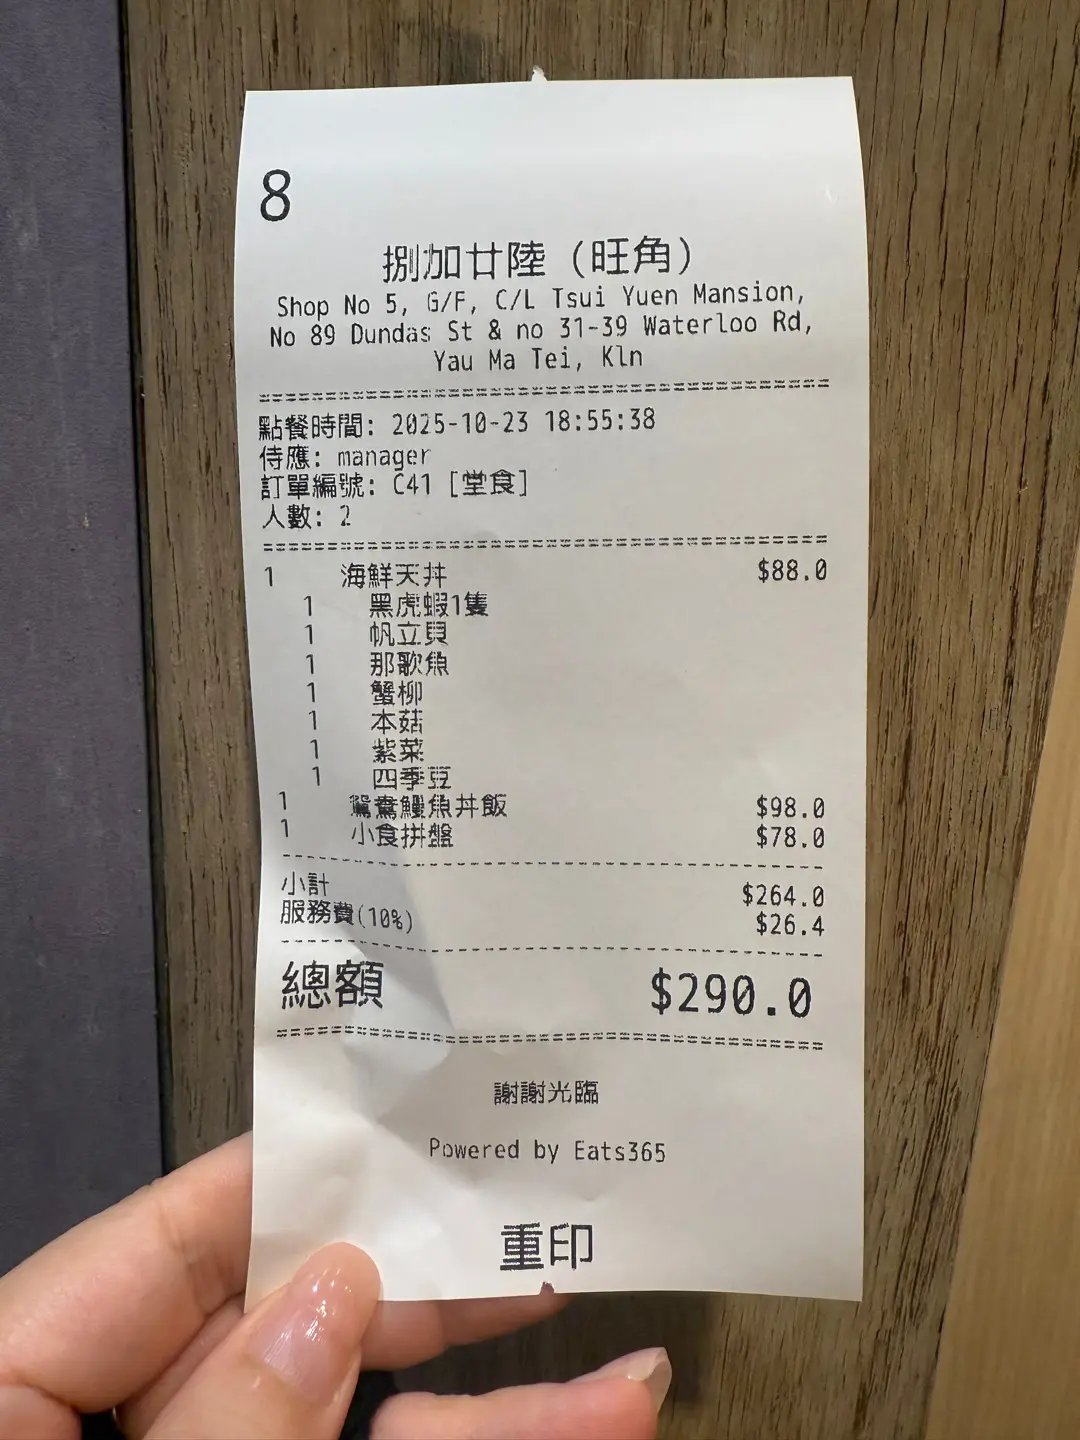 8
捌加廿陸 (旺角)
Shop No 5, G/F, C/L Tsui Yuen Mansion,
No 89 Dundas St & no 31-39 Waterloo Rd,
Yau Ma Tei, Kln
點餐時間: 2025-10-23 18:55:38
侍應: manager
訂單編號: C41 [堂食]
人數: 2
1 海鮮天丼 $88.0
1 黑虎蝦1隻
1 帆立貝
1 那歌魚
1 蟹柳
1 本菇
1 紫菜
1 四季豆
1 鴛鴦鰻魚丼飯 $98.0
1 小食拼盤 $78.0
小計 $264.0
服務費(10%) $26.4
總額 $290.0
謝謝光臨
Powered by Eats365
重印